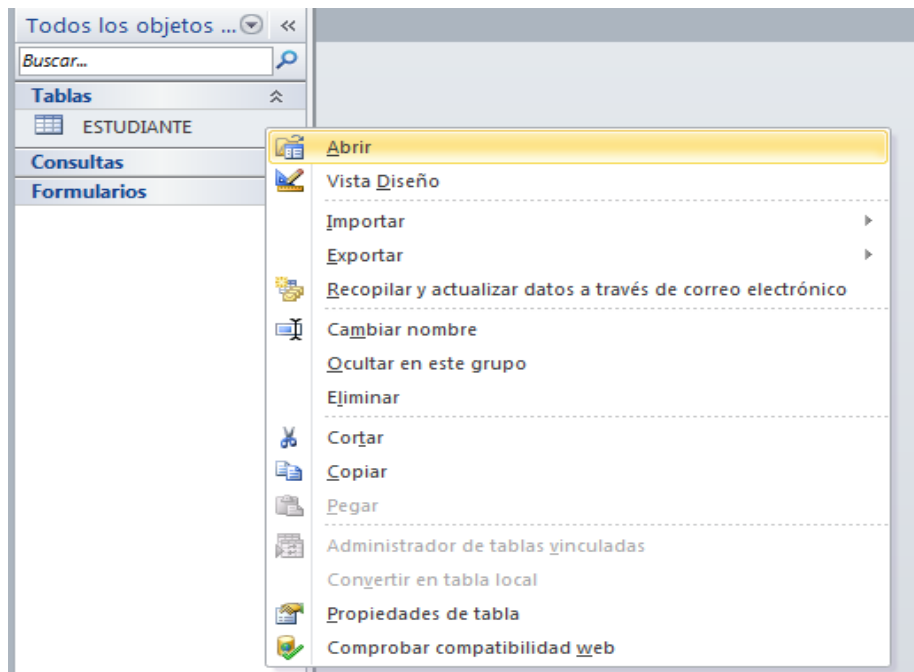 Todos los objetos ...
Buscar...
Tablas
ESTUDIANTE
Consultas
Formularios
Abrir
Vista Diseño
Importar
Exportar
Recopilar y actualizar datos a través de correo electrónico
Cambiar nombre
Ocultar en este grupo
Eliminar
Cortar
Copiar
Pegar
Administrador de tablas vinculadas
Convertir en tabla local
Propiedades de tabla
Comprobar compatibilidad web